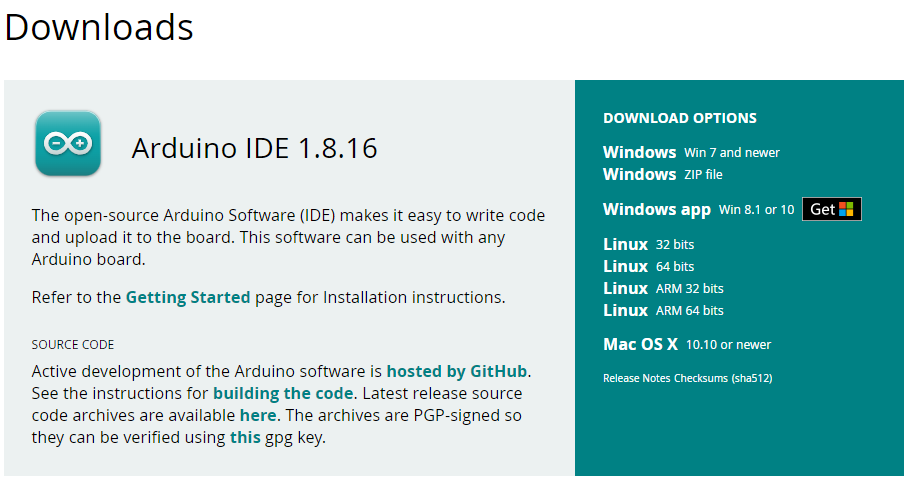 Downloads
Arduino IDE 1.8.16
The open-source Arduino Software (IDE) makes it easy to write code
and upload it to the board. This software can be used with any
Arduino board.
Refer to the Getting Started page for Installation instructions.
SOURCE CODE
Active development of the Arduino software is hosted by GitHub.
See the instructions for building the code. Latest release source
code archives are available here. The archives are PGP-signed so
they can be verified using this gpg key.
DOWNLOAD OPTIONS
Windows Win 7 and newer
Windows ZIP file
Windows app Win 8.1 or 10 Get
Linux 32 bits
Linux 64 bits
Linux ARM 32 bits
Linux ARM 64 bits
Mac OS X 10.10 or newer
Release Notes Checksums (sha512)